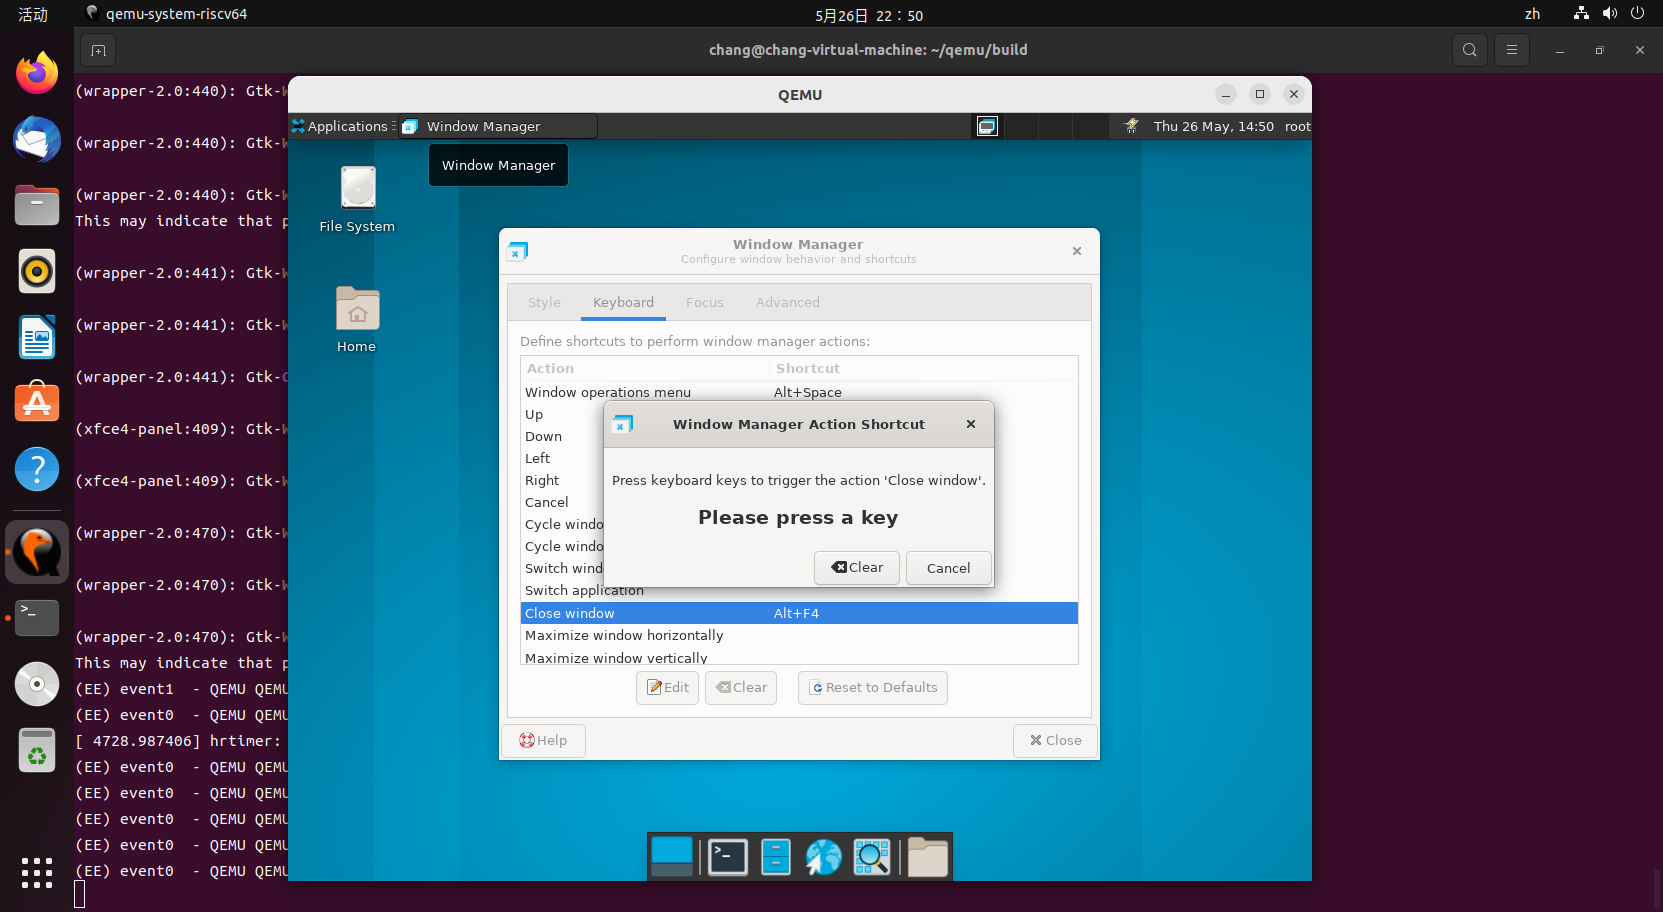 活动
qemu-system-riscv64
5月26日 22：50
zh
chang@chang-virtual-machine: ~/qemu/build
(wrapper-2.0:440): Gtk-W
(wrapper-2.0:440): Gtk-W
(wrapper-2.0:440): Gtk-W
This may indicate that p
(wrapper-2.0:441): Gtk-W
(wrapper-2.0:441): Gtk-W
(wrapper-2.0:441): Gtk-C
(xfce4-panel:409): Gtk-W
(xfce4-panel:409): Gtk-W
(wrapper-2.0:470): Gtk-W
(wrapper-2.0:470): Gtk-W
(wrapper-2.0:470): Gtk-W
This may indicate that p
(EE) event1  - QEMU QEMU
(EE) event0  - QEMU QEMU
[ 4728.987406] hrtimer:
(EE) event0  - QEMU QEMU
(EE) event0  - QEMU QEMU
(EE) event0  - QEMU QEMU
(EE) event0  - QEMU QEMU
(EE) event0  - QEMU QEMU
QEMU
Applications
Window Manager
Thu 26 May, 14:50
root
Window Manager
File System
Home
Window Manager
Configure window behavior and shortcuts
Style
Keyboard
Focus
Advanced
Define shortcuts to perform window manager actions:
Action Shortcut
Window operations menu Alt+Space
Up
Down
Left
Right
Cancel
Cycle windo
Cycle windo
Switch wind
Switch application
Close window Alt+F4
Maximize window horizontally
Maximize window vertically
Edit
Clear
Reset to Defaults
Help
Close
Window Manager Action Shortcut
Press keyboard keys to trigger the action 'Close window'.
Please press a key
Clear
Cancel